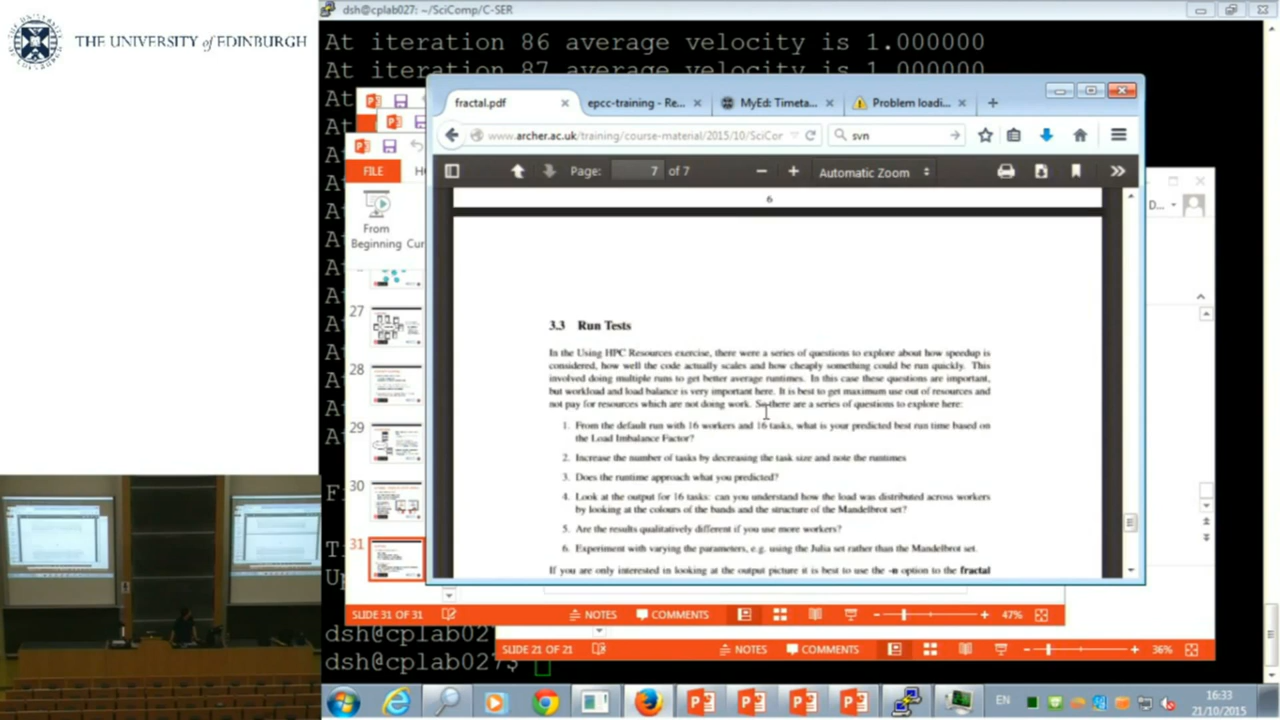 THE UNIVERSITY of EDINBURGH
dsh@cplab027: ~/SciComp/C-SER
At iteration 86 average velocity is 1.000000
At iteration 87 average velocity is 1.000000
fractal.pdf
epcc-training - Re...
MyEd: Timeta...
Problem loadi...
www.archer.ac.uk/training/course-material/2015/10/SciCor
svn
FILE
From
Beginning
Cur
Page: 7 of 7
Automatic Zoom
D...
6
3.3 Run Tests
In the Using HPC Resources exercise, there were a series of questions to explore about how speedup is
considered, how well the code actually scales and how cheaply something could be run quickly. This
involved doing multiple runs to get better average runtimes. In this case these questions are important,
but workload and load balance is very important here. It is best to get maximum use out of resources and
not pay for resources which are not doing work. So there are a series of questions to explore here:
1. From the default run with 16 workers and 16 tasks, what is your predicted best run time based on
the Load Imbalance Factor?
2. Increase the number of tasks by decreasing the task size and note the runtimes
3. Does the runtime approach what you predicted?
4. Look at the output for 16 tasks: can you understand how the load was distributed across workers
by looking at the colours of the bands and the structure of the Mandelbrot set?
5. Are the results qualitatively different if you use more workers?
6. Experiment with varying the parameters, e.g. using the Julia set rather than the Mandelbrot set.
If you are only interested in looking at the output picture it is best to use the -n option to the fractal
27
28
29
30
31
SLIDE 31 OF 31
NOTES
COMMENTS
47%
SLIDE 21 OF 21
NOTES
COMMENTS
36%
dsh@cplab02
dsh@cplab027$
EN
16:33
21/10/2015